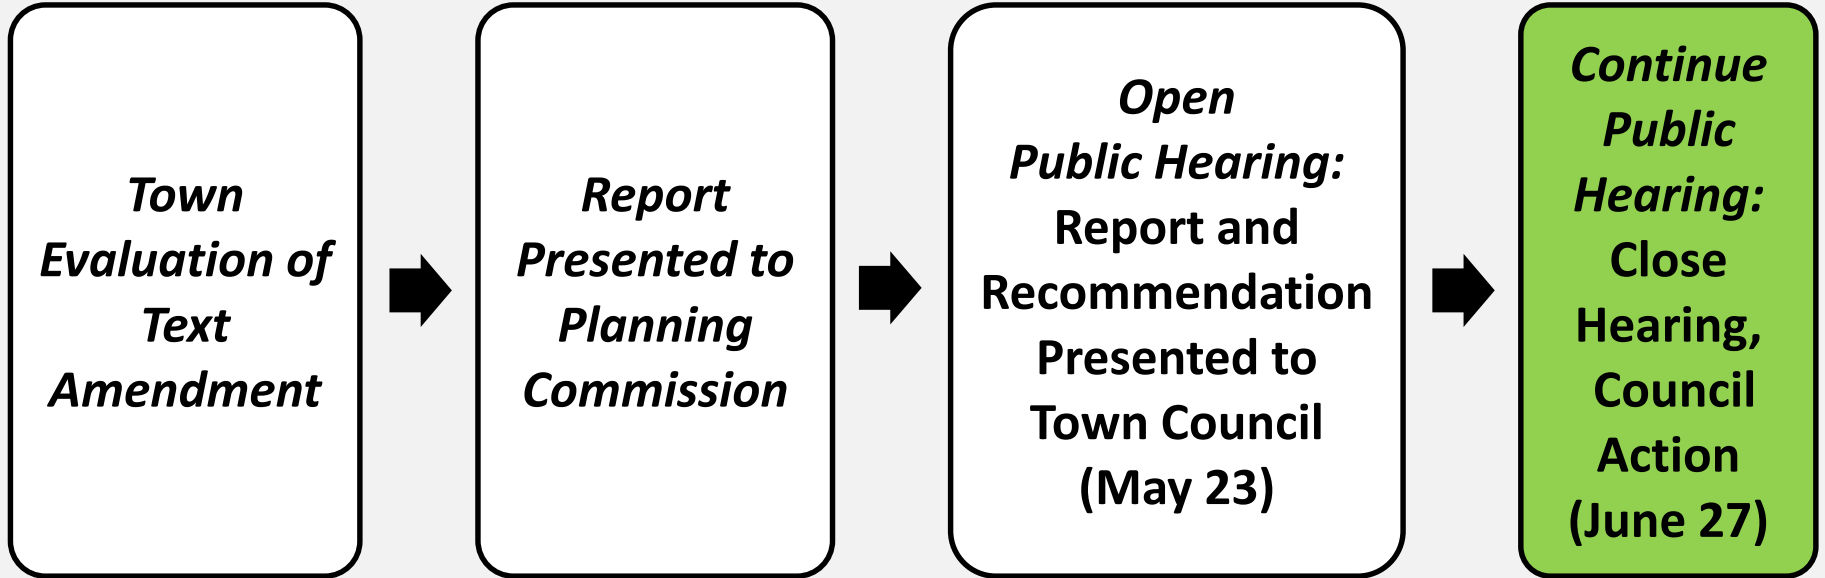 Town
Evaluation of
Text
Amendment
Report
Presented to
Planning
Commission
Open
Public Hearing:
Report and
Recommendation
Presented to
Town Council
(May 23)
Continue
Public
Hearing:
Close
Hearing,
Council
Action
(June 27)